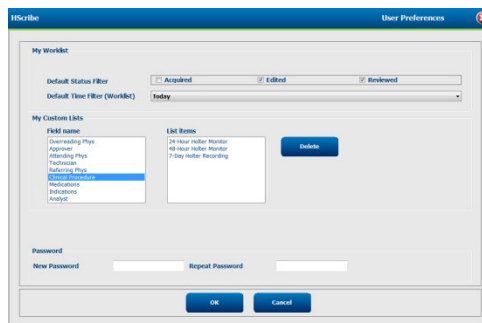 HScribe User Preferences
My Worklist
Default Status Filter Acquired Edited Reviewed
Default Time Filter (Worklist) Today
My Custom Lists
Field name List items
Overreading Phys 24-Hour Holter Monitor
Approver 48-Hour Holter Monitor
Attending Phys 7-Day Holter Recording
Delete
Technician
Referring Phys
Clinical Procedure
Medications
Indications
Analyst
Password
New Password Repeat Password
OK Cancel